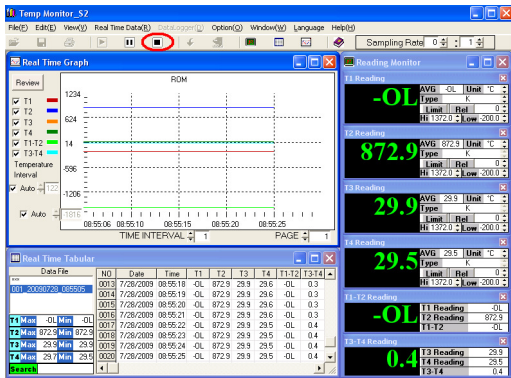 Temp Monitor_S2
File(F) Edit(E) View(V) Real Time Data(R) DataLogger(D) Option(O) Window(W) Language Help(H)
Sampling Rate 0 : 1
Real Time Graph
Review
ROM
T1
T2
T3
T4
T1-T2
T3-T4
Temperature
Interval
Auto 122
Auto -1816
1234
624
14
-596
-1206
08:55:06 08:55:10 08:55:15 08:55:20 08:55:25
TIME INTERVAL 1 PAGE 1
Real Time Tabular
Data File
001_20090728_085505
T1 Max -OL Min -OL
T2 Max 872.9 Min 872.9
T3 Max 29.9 Min 29.9
T4 Max 29.7 Min 29.5
Search
NO Date Time T1 T2 T3 T4 T1-T2 T3-T4
0013 7/28/2009 08:55:18 -OL 872.9 29.9 29.6 -OL 0.3
0014 7/28/2009 08:55:19 -OL 872.9 29.9 29.6 -OL 0.3
0015 7/28/2009 08:55:20 -OL 872.9 29.9 29.6 -OL 0.3
0016 7/28/2009 08:55:21 -OL 872.9 29.9 29.6 -OL 0.3
0017 7/28/2009 08:55:22 -OL 872.9 29.9 29.5 -OL 0.4
0018 7/28/2009 08:55:23 -OL 872.9 29.9 29.5 -OL 0.4
0019 7/28/2009 08:55:24 -OL 872.9 29.9 29.5 -OL 0.4
0020 7/28/2009 08:55:25 -OL 872.9 29.9 29.5 -OL 0.4
Reading Monitor
T1 Reading
-OL
AVG -OL Unit °C
Type K
Limit Rel 0
Hi 1372.0 Low -200.0
T2 Reading
872.9
AVG 872.9 Unit °C
Type K
Limit Rel 0
Hi 1372.0 Low -200.0
T3 Reading
29.9
AVG 29.9 Unit °C
Type K
Limit Rel 0
Hi 1372.0 Low -200.0
T4 Reading
29.5
AVG 29.5 Unit °C
Type K
Limit Rel 0
Hi 1372.0 Low -200.0
T1-T2 Reading
-OL
T1 Reading -OL
T2 Reading 872.9
T1-T2 -OL
T3-T4 Reading
0.4
T3 Reading 29.9
T4 Reading 29.5
T3-T4 0.4